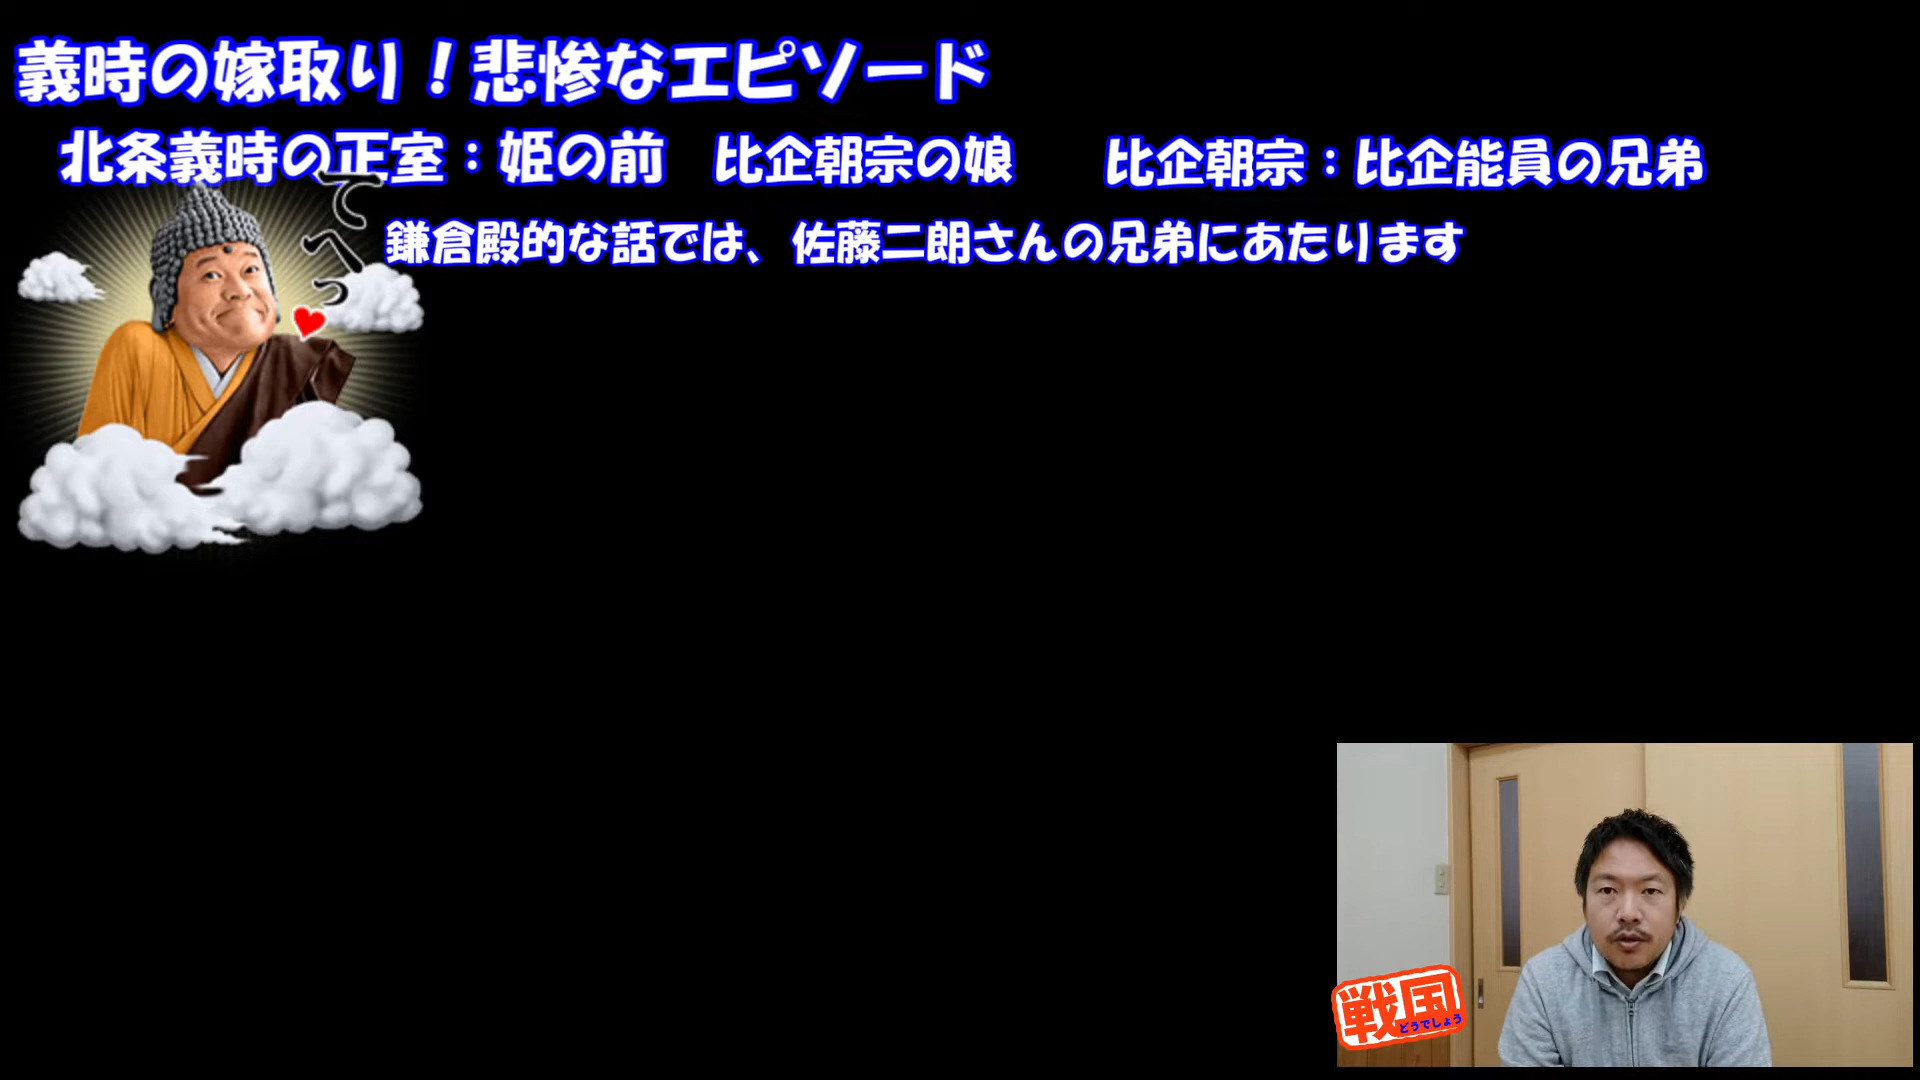 義時の嫁取り！悲惨なエピソード
北条義時の正室：姫の前　比企朝宗の娘　　比企朝宗：比企能員の兄弟
鎌倉殿的な話では、佐藤二朗さんの兄弟にあたります
てへっ
戦国
どうでしょう